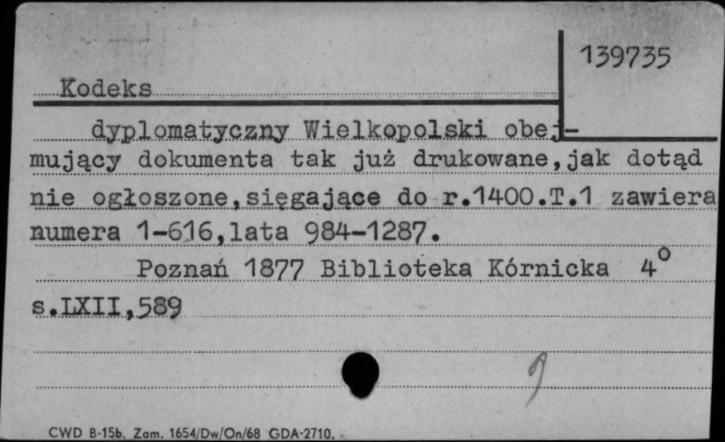 139735
Kodeks
dyplomatyczny Wielkopolski obej-
mujący dokumenta tak już drukowane,jak dotąd
nie ogłoszone,sięgające do r.1400.T.1 zawiera
numera 1-616,lata 984-1287.
Poznań 1877 Biblioteka Kórnicka 4°
s.LXII,589
CWD B-15b. Zam. 1654/Dw/On/68 GDA-2710.